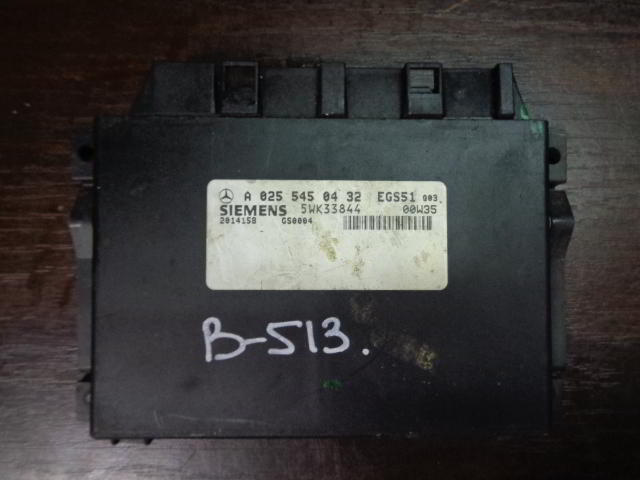 A 025 545 04 32 EGS51 003
SIEMENS 5WK33844 00W35
2014158 GS0004
B-513.